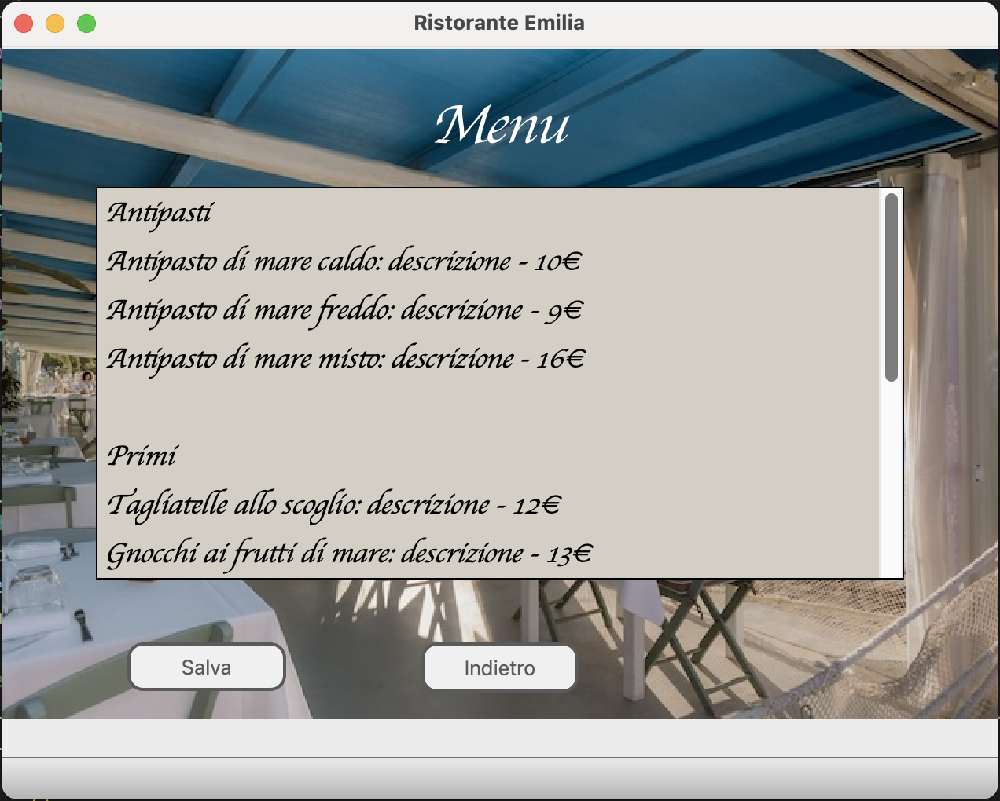 Ristorante Emilia
Menu
Antipasti
Antipasto di mare caldo: descrizione - 10€
Antipasto di mare freddo: descrizione - 9€
Antipasto di mare misto: descrizione - 16€
Primi
Tagliatelle allo scoglio: descrizione - 12€
Gnocchi ai frutti di mare: descrizione - 13€
Salva
Indietro